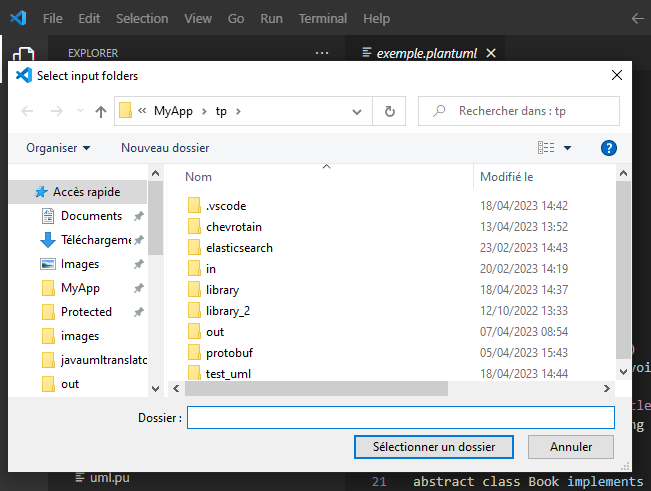 File Edit Selection View Go Run Terminal Help
EXPLORER ··· exemple.plantuml
Select input folders
« MyApp › tp › Rechercher dans : tp
Organiser Nouveau dossier
Nom Modifié le
Accès rapide
Documents
Téléchargeme
Images
MyApp
Protected
images
javaumltranslato
out
.vscode 18/04/2023 14:42
chevrotain 13/04/2023 13:52
elasticsearch 23/02/2023 14:43
in 20/02/2023 14:19
library 18/04/2023 14:37
library_2 12/10/2022 13:33
out 07/04/2023 08:54
protobuf 05/04/2023 15:43
test_uml 18/04/2023 14:44
)
voi
tle
ng
Dossier :
Sélectionner un dossier Annuler
uml.pu
21 abstract class Book implements